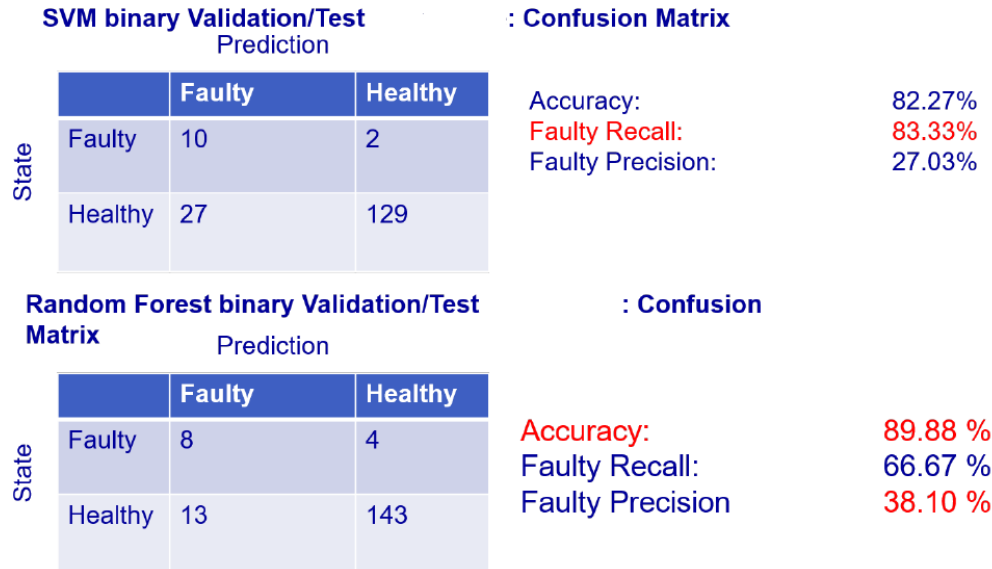 SVM binary Validation/Test : Confusion Matrix
Prediction
Faulty Healthy
Faulty 10 2
Healthy 27 129
State
Accuracy: 82.27%
Faulty Recall: 83.33%
Faulty Precision: 27.03%
Random Forest binary Validation/Test : Confusion
Matrix
Prediction
Faulty Healthy
Faulty 8 4
Healthy 13 143
State
Accuracy: 89.88 %
Faulty Recall: 66.67 %
Faulty Precision 38.10 %